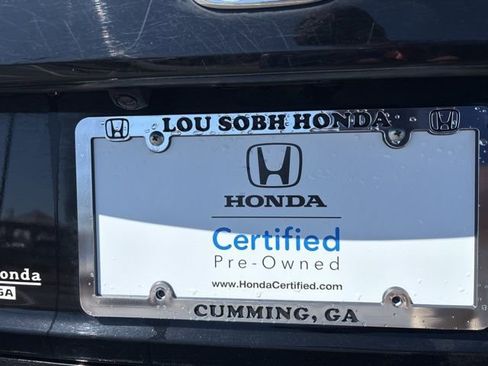 LOU SOBH HONDA
HONDA
Certified
Pre-Owned
www.HondaCertified.com
CUMMING, GA
onda
GA